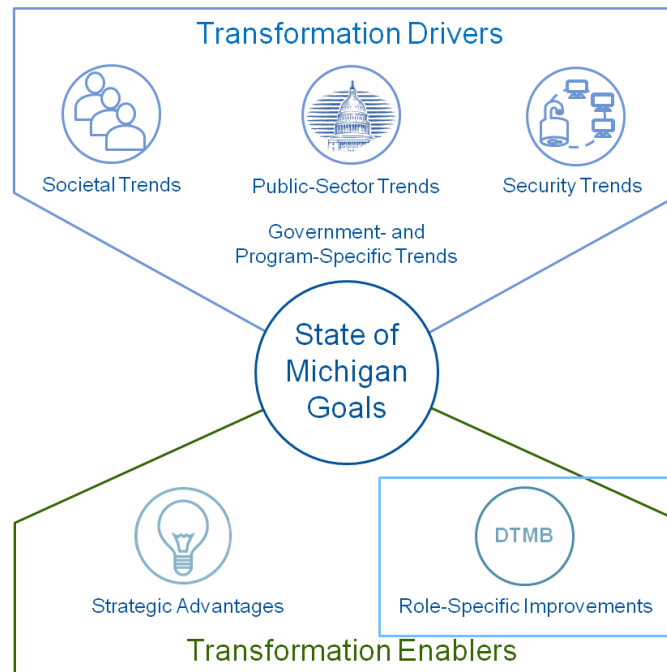 Transformation Drivers
Societal Trends
Public-Sector Trends
Security Trends
Government- and
Program-Specific Trends
State of
Michigan
Goals
DTMB
Strategic Advantages
Role-Specific Improvements
Transformation Enablers